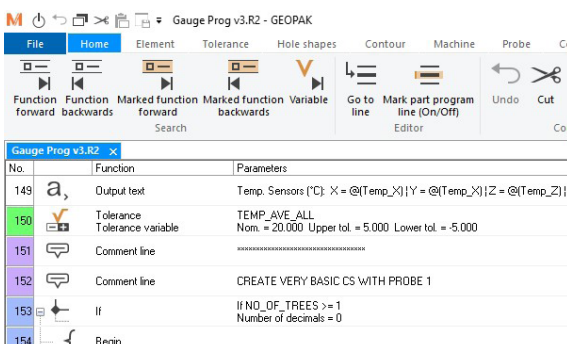 Gauge Prog v3.R2 - GEOPAK
File Home Element Tolerance Hole shapes Contour Machine Probe
Function forward
Function backwards
Marked function forward
Marked function backwards
Variable
Go to line
Mark part program line (On/Off)
Undo
Cut
Search
Editor
Co
Gauge Prog v3.R2 x
No. Function Parameters
149 a, Output text Temp. Sensors (°C): X = @(Temp_X)¦Y = @(Temp_X)¦Z = @(Temp_Z)¦
150 Tolerance TEMP_AVE_ALL
Tolerance variable Nom. = 20.000 Upper tol. = 5.000 Lower tol. = -5.000
151 Comment line
152 Comment line CREATE VERY BASIC CS WITH PROBE 1
153 If If NO_OF_TREES >= 1
Number of decimals = 0
154 Begin